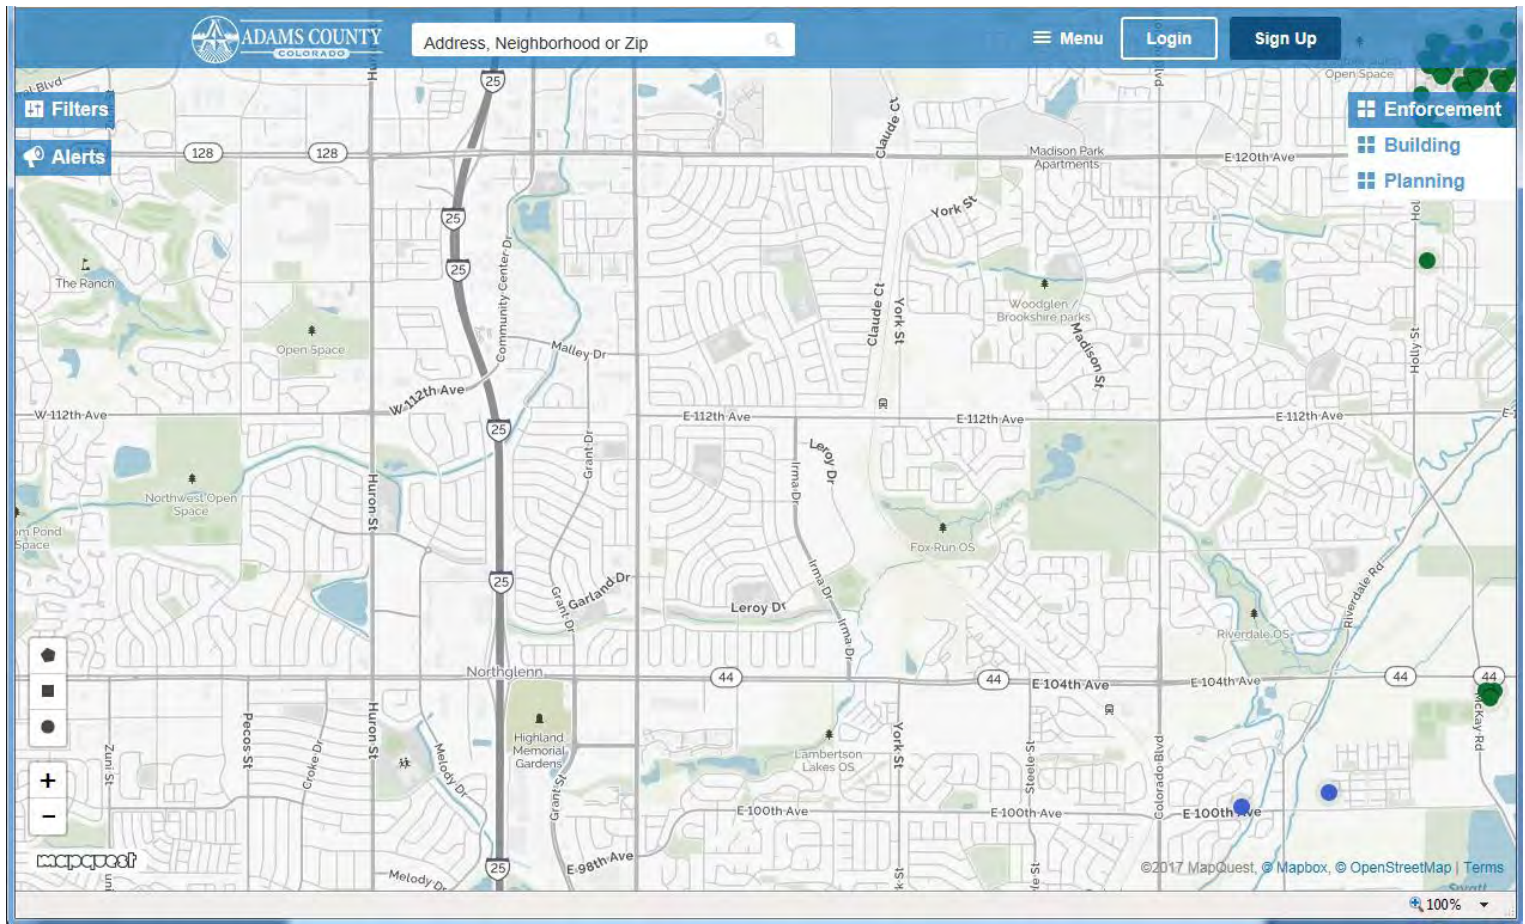 ADAMS COUNTY
COLORADO
Address, Neighborhood or Zip
Menu
Login
Sign Up
Open Space
Filters
Alerts
Enforcement
Building
Planning
25
128
128
Claude Ct
Madison Park
Apartments
E 120th Ave
York St
25
25
Community Center Dr
The Ranch
Open Space
Malley Dr
Claude Ct
York St
Woodglen /
Brookshire parks
Madison St
Holly St
W 112th Ave
W 112th Ave
25
E 112th Ave
E 112th Ave
E 112th Ave
Grant Dr
Leroy Dr
Irma Dr
Northwest Open
Space
Huron St
Pond
Space
Fox Run OS
25
Garland Dr
Grant Dr
Leroy Dr
Irma Dr
Irma Dr
Riverdale Rd
Riverdale OS
Northglenn
44
44
E 104th Ave
E 104th Ave
44
44
McKay Rd
Highland
Memorial
Gardens
Zuni St
Pecos St
Croke Dr
Huron St
Melody Dr
Grant St
Lambertson
Lakes OS
York St
Steele St
Colorado Blvd
E 100th Ave
E 100th Ave
E 100th Ave
E 98th Ave
25
Melody Dr
mapquest
©2017 MapQuest, © Mapbox, © OpenStreetMap | Terms
100%